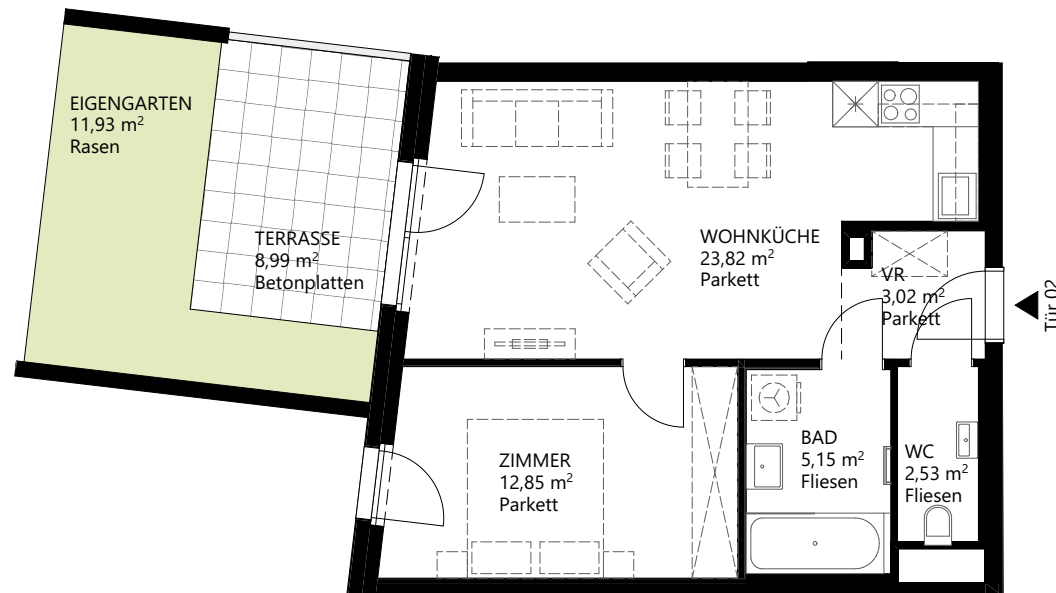 EIGENGARTEN
11,93 m²
Rasen
TERRASSE
8,99 m²
Betonplatten
WOHNKÜCHE
23,82 m²
Parkett
VR
3,02 m²
Parkett
Tür 02
ZIMMER
12,85 m²
Parkett
BAD
5,15 m²
Fliesen
WC
2,53 m²
Fliesen